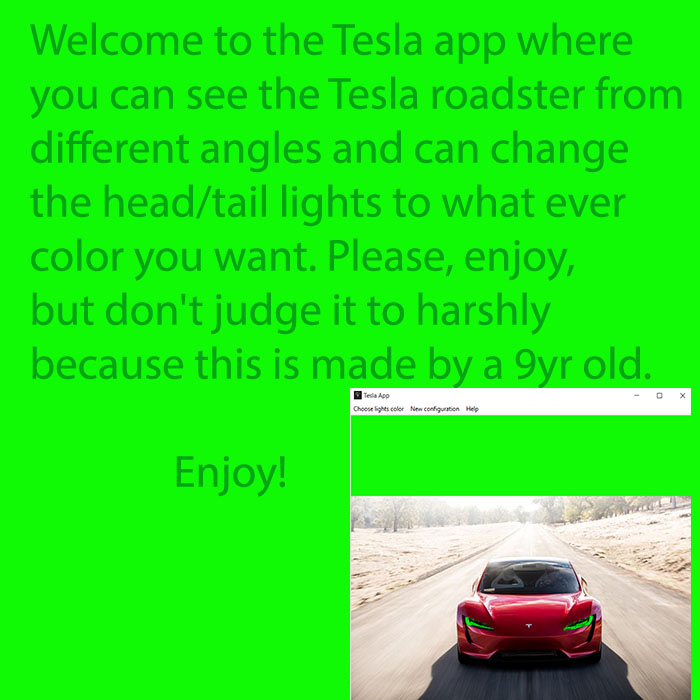 Welcome to the Tesla app where
you can see the Tesla roadster from
different angles and can change
the head/tail lights to what ever
color you want. Please, enjoy,
but don't judge it to harshly
because this is made by a 9yr old.
Tesla App
Choose lights color New configuration Help
Enjoy!